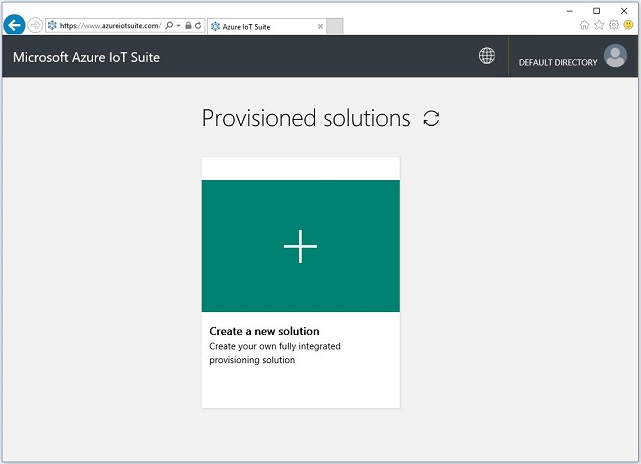 https://www.azureiotsuite.com/
Azure IoT Suite
Microsoft Azure IoT Suite
DEFAULT DIRECTORY
Provisioned solutions
Create a new solution
Create your own fully integrated
provisioning solution